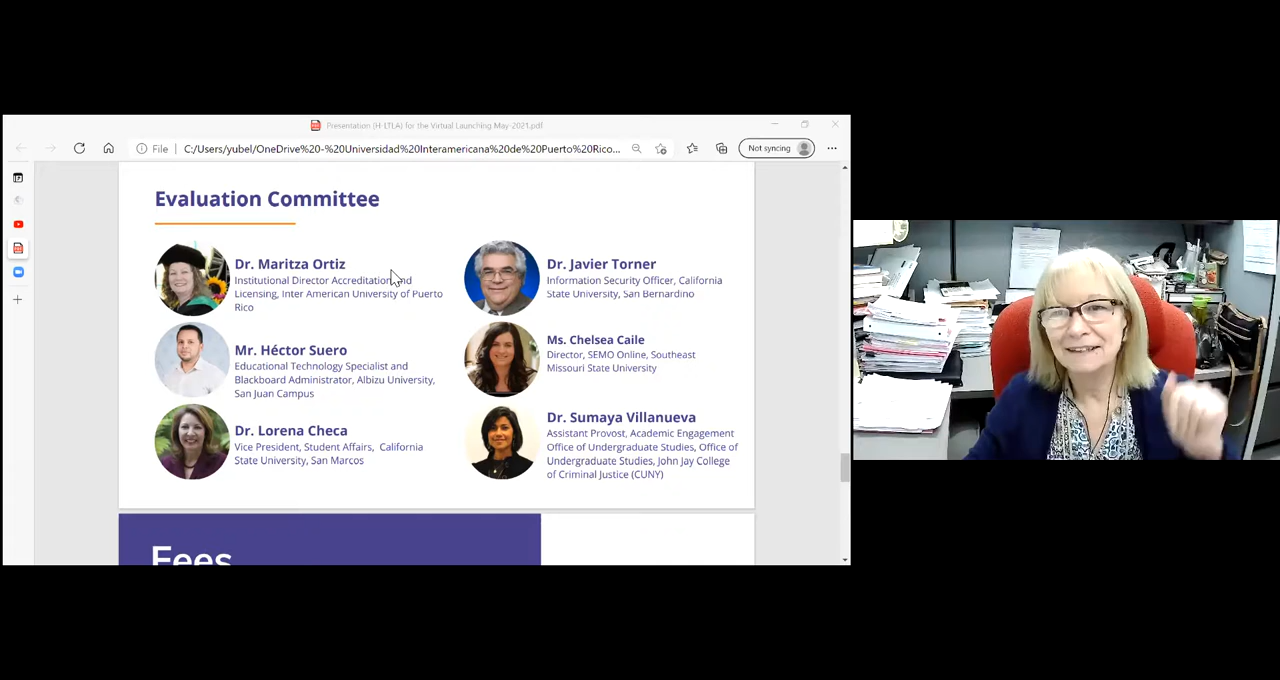 Presentation (H-LTLA) for the Virtual Launching May-2021.pdf
File
C:/Users/yubel/OneDrive%20-%20Universidad%20Interamericana%20de%20Puerto%20Rico...
Not syncing
Evaluation Committee
Dr. Maritza Ortiz
Institutional Director Accreditation and
Licensing, Inter American University of Puerto
Rico
Dr. Javier Torner
Information Security Officer, California
State University, San Bernardino
Mr. Héctor Suero
Educational Technology Specialist and
Blackboard Administrator, Albizu University,
San Juan Campus
Ms. Chelsea Caile
Director, SEMO Online, Southeast
Missouri State University
Dr. Lorena Checa
Vice President, Student Affairs, California
State University, San Marcos
Dr. Sumaya Villanueva
Assistant Provost, Academic Engagement
Office of Undergraduate Studies, Office of
Undergraduate Studies, John Jay College
of Criminal Justice (CUNY)
Fees